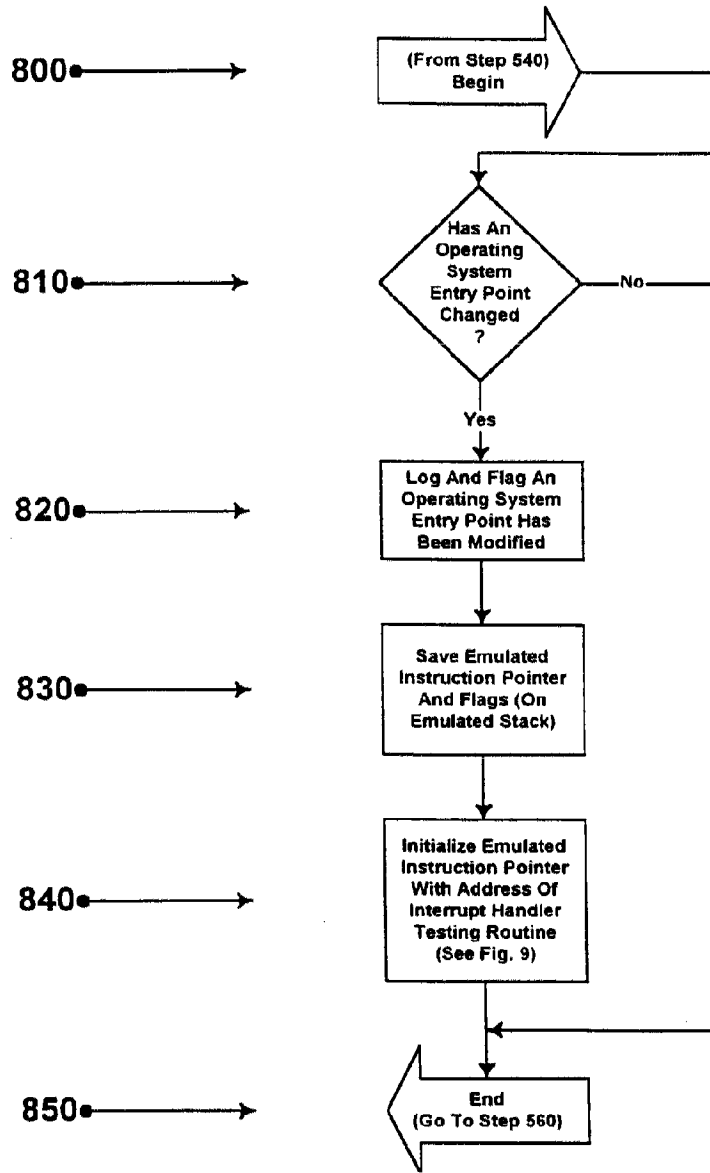 800
(From Step 540)
Begin
810
Has An
Operating
System
Entry Point
Changed
?
No
Yes
820
Log And Flag An
Operating System
Entry Point Has
Been Modified
830
Save Emulated
Instruction Pointer
And Flags (On
Emulated Stack)
840
Initialize Emulated
Instruction Pointer
With Address Of
Interrupt Handler
Testing Routine
(See Fig. 9)
850
End
(Go To Step 560)